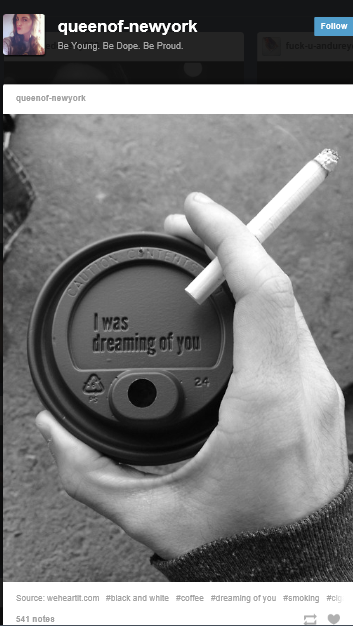 queenof-newyork
Follow
Be Young. Be Dope. Be Proud.
queenof-newyork
CAUTION CONTENTS
I was
dreaming of you
24
Source: weheartit.com #black and white #coffee #dreaming of you #smoking #cig
541 notes